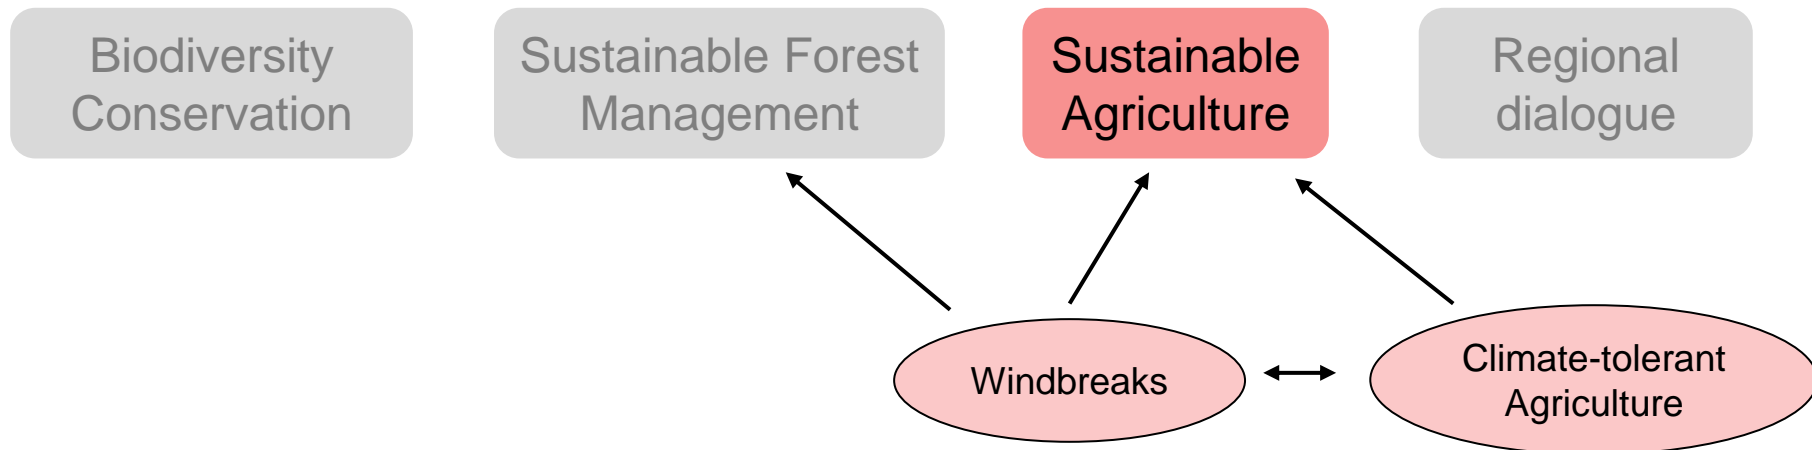 Biodiversity
Conservation
Sustainable Forest
Management
Sustainable
Agriculture
Regional
dialogue
Windbreaks
Climate-tolerant
Agriculture